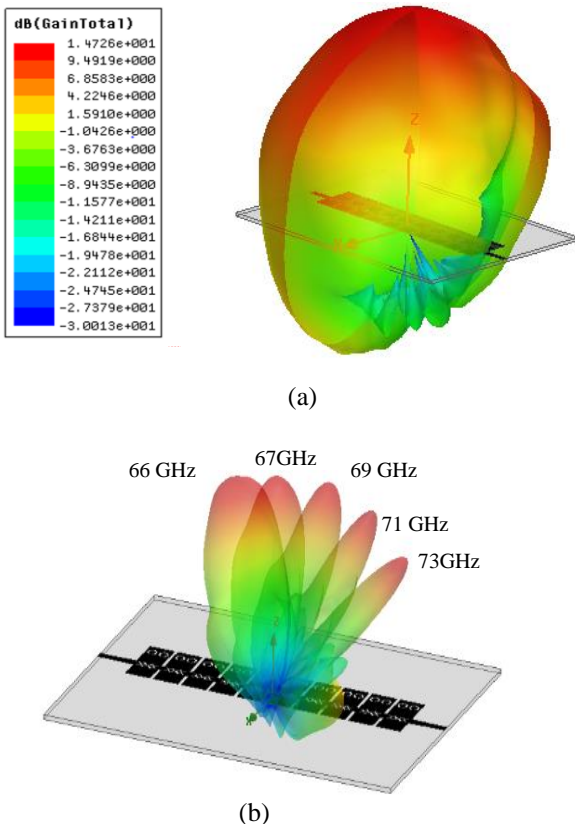 dB(GainTotal)
1.4726e+001
9.4919e+000
6.8583e+000
4.2246e+000
1.5910e+000
-1.0426e+000
-3.6763e+000
-6.3099e+000
-8.9435e+000
-1.1577e+001
-1.4211e+001
-1.6844e+001
-1.9478e+001
-2.2112e+001
-2.4745e+001
-2.7379e+001
-3.0013e+001
Z
(a)
66 GHz
67GHz
69 GHz
71 GHz
73GHz
Z
X
(b)